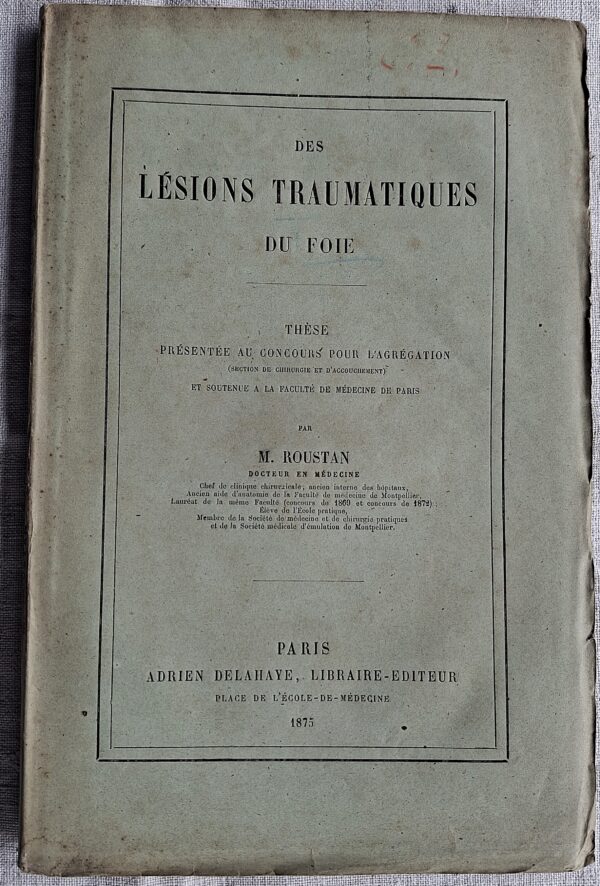 DES
LÉSIONS TRAUMATIQUES
DU FOIE
THÈSE
PRÉSENTÉE AU CONCOURS POUR L'AGRÉGATION
(SECTION DE CHIRURGIE ET D'ACCOUCHEMENT)
ET SOUTENUE A LA FACULTÉ DE MÉDECINE DE PARIS
PAR
M. ROUSTAN
DOCTEUR EN MÉDECINE
Chef de clinique chirurgicale, ancien interne des hôpitaux,
Ancien aide d'anatomie de la Faculté de médecine de Montpellier,
Lauréat de la même Faculté (concours de 1869 et concours de 1872),
Élève de l'École pratique,
Membre de la Société de médecine et de chirurgie pratiques
et de la Société médicale d'émulation de Montpellier.
PARIS
ADRIEN DELAHAYE, LIBRAIRE-EDITEUR
PLACE DE L'ÉCOLE-DE-MÉDECINE
1875